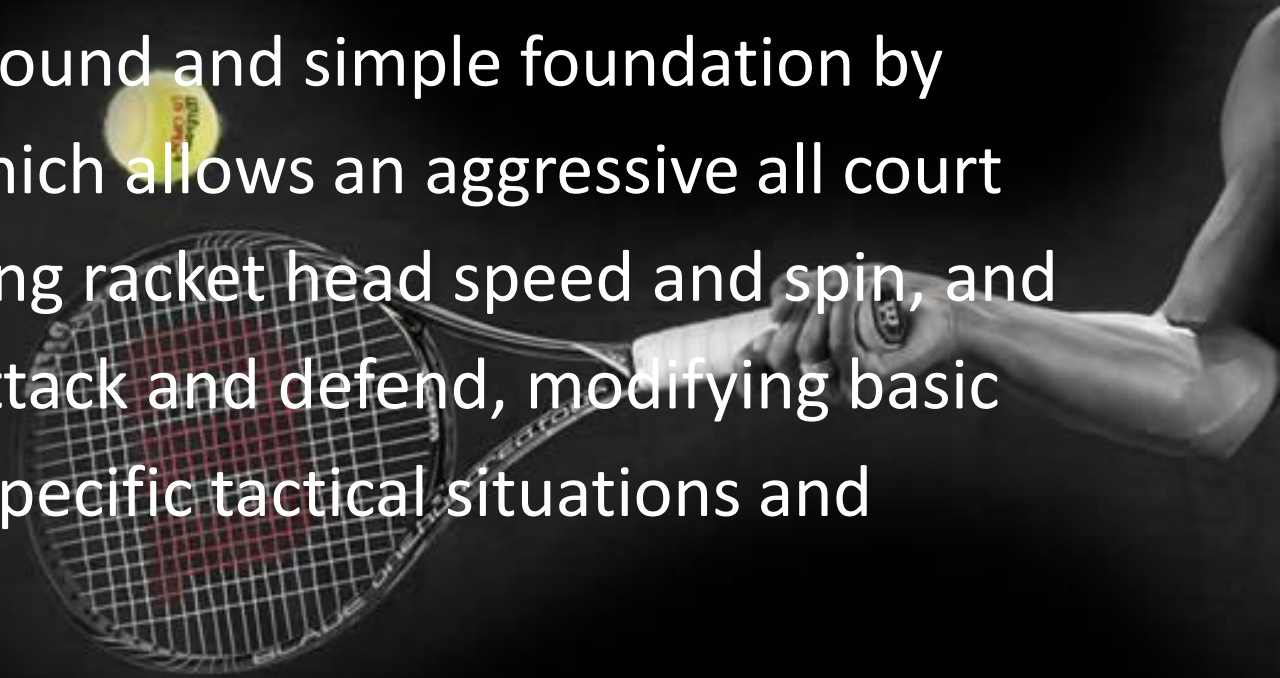 ound and simple foundation by
hich allows an aggressive all court
ng racket head speed and spin, and
ttack and defend, modifying basic
pecific tactical situations and
BLADE